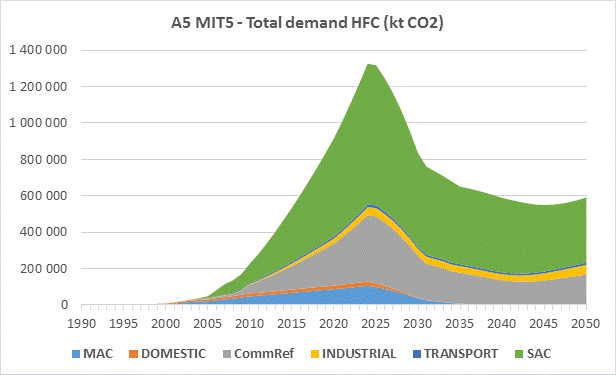 A5 MIT5 - Total demand HFC (kt CO2)
1 400 000
1 200 000
1 000 000
800 000
600 000
400 000
200 000
0
1990 1995 2000 2005 2010 2015 2020 2025 2030 2035 2040 2045 2050
MAC DOMESTIC CommRef INDUSTRIAL TRANSPORT SAC